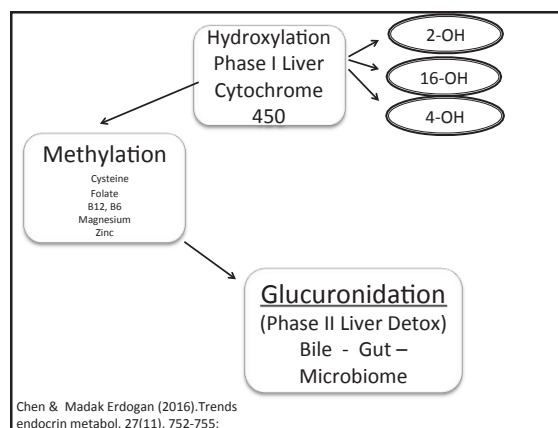 Hydroxylation
Phase I Liver
Cytochrome
450
2-OH
16-OH
4-OH
Methylation
Cysteine
Folate
B12, B6
Magnesium
Zinc
Glucuronidation
(Phase II Liver Detox)
Bile - Gut –
Microbiome
Chen & Madak Erdogan (2016).Trends
endocrin metabol. 27(11). 752-755: